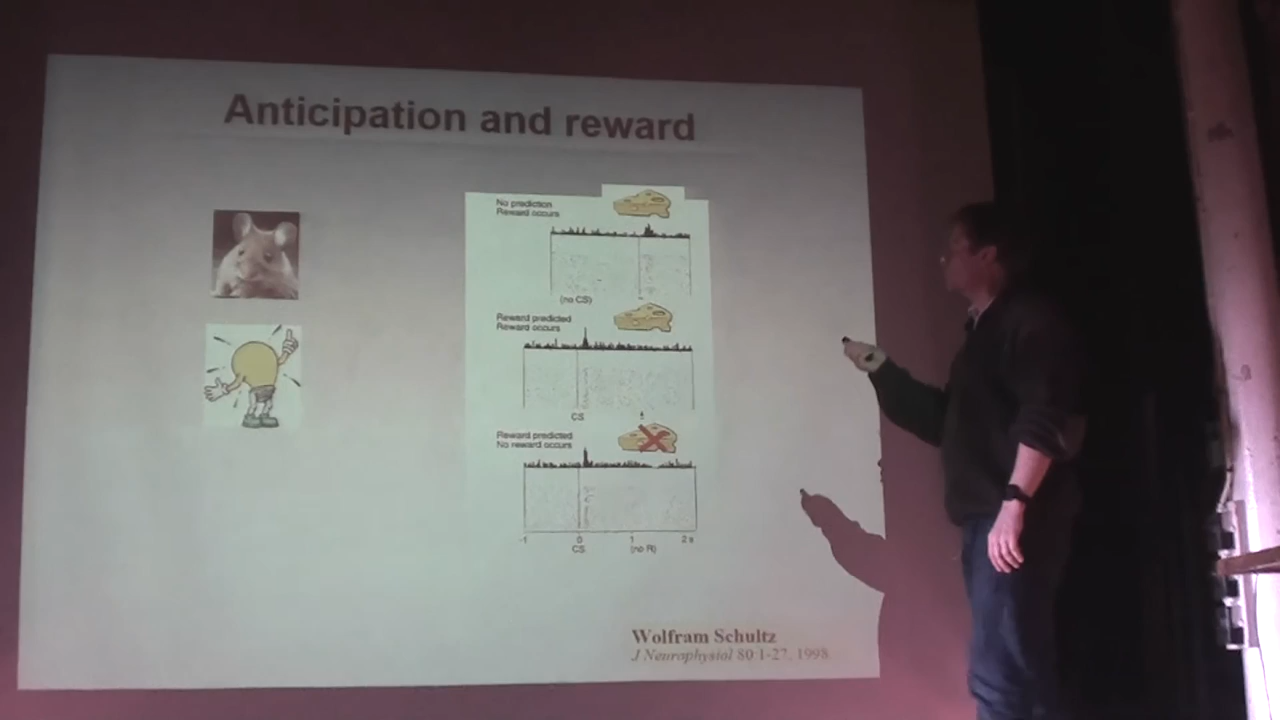 Anticipation and reward
No prediction
Reward occurs
(no CS)
Reward predicted
Reward occurs
CS
Reward predicted
No reward occurs
-1 0 1 2 s
CS (no R)
Wolfram Schultz
J Neurophysiol 80:1-27, 1998